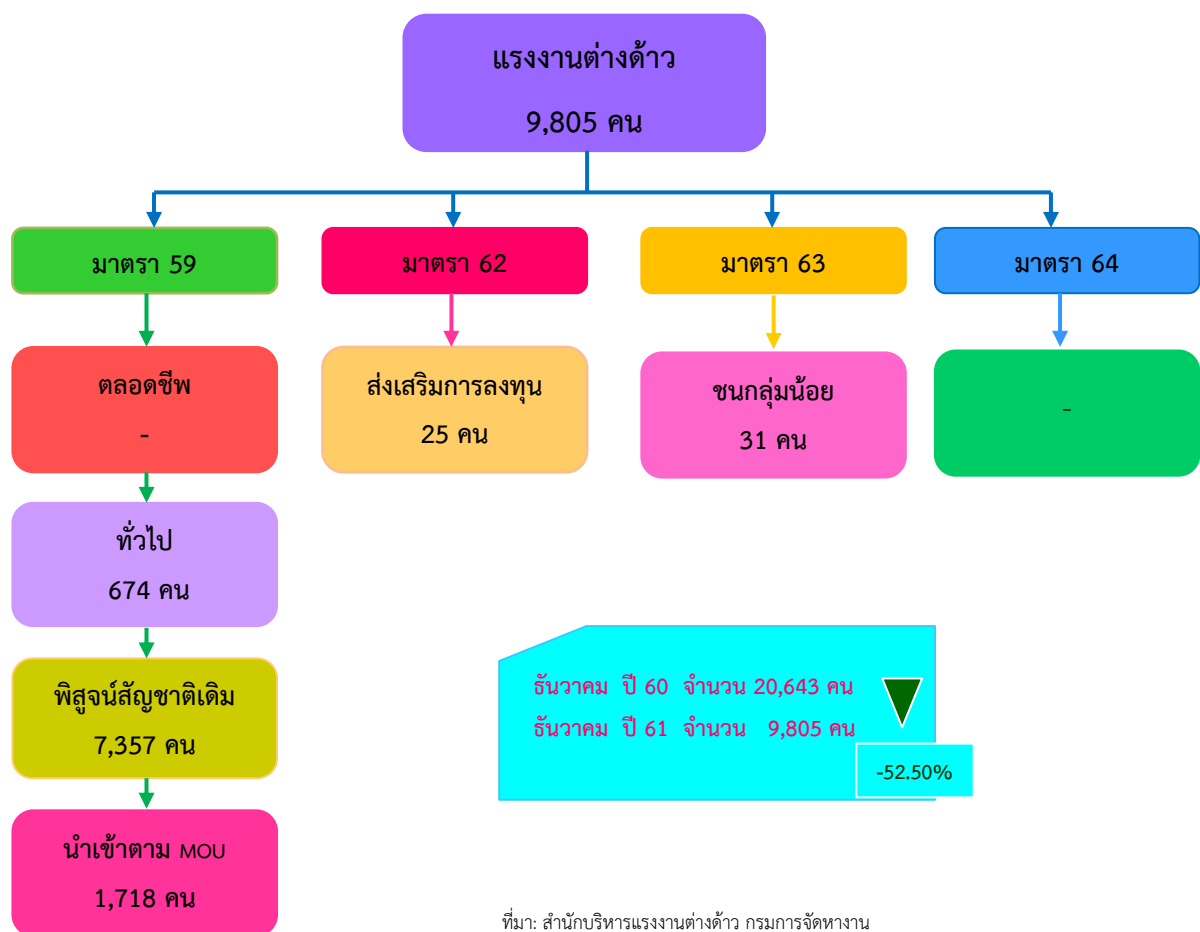 แรงงานต่างด้าว
9,805 คน
มาตรา 59
มาตรา 62
มาตรา 63
มาตรา 64
ตลอดชีพ
-
ส่งเสริมการลงทุน
25 คน
ชนกลุ่มน้อย
31 คน
-
ทั่วไป
674 คน
พิสูจน์สัญชาติเดิม
7,357 คน
นำเข้าตาม MOU
1,718 คน
ธันวาคม ปี 60 จำนวน 20,643 คน
ธันวาคม ปี 61 จำนวน 9,805 คน
-52.50%
ที่มา: สำนักบริหารแรงงานต่างด้าว กรมการจัดหางาน